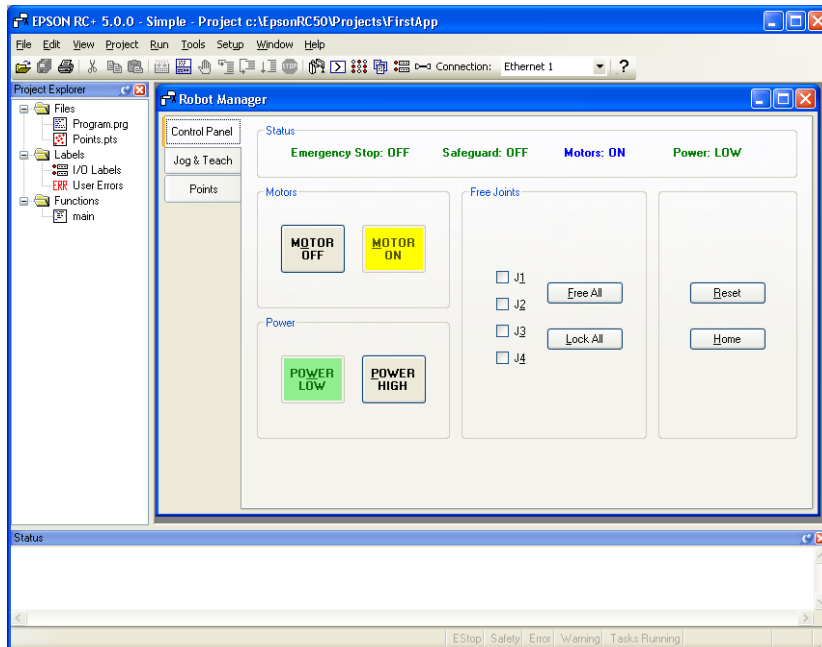 EPSON RC+ 5.0.0 - Simple - Project c:\EpsonRC50\Projects\FirstApp
File Edit View Project Run Tools Setup Window Help
Connection: Ethernet 1
Project Explorer
Files
Program.prg
Points.pts
Labels
I/O Labels
ERR User Errors
Functions
main
Robot Manager
Control Panel
Jog & Teach
Points
Status
Emergency Stop: OFF Safeguard: OFF Motors: ON Power: LOW
Motors
MOTOR
OFF
MOTOR
ON
Power
POWER
LOW
POWER
HIGH
Free Joints
J1
J2
J3
J4
Free All
Lock All
Reset
Home
Status
EStop Safety Error Warning Tasks Running